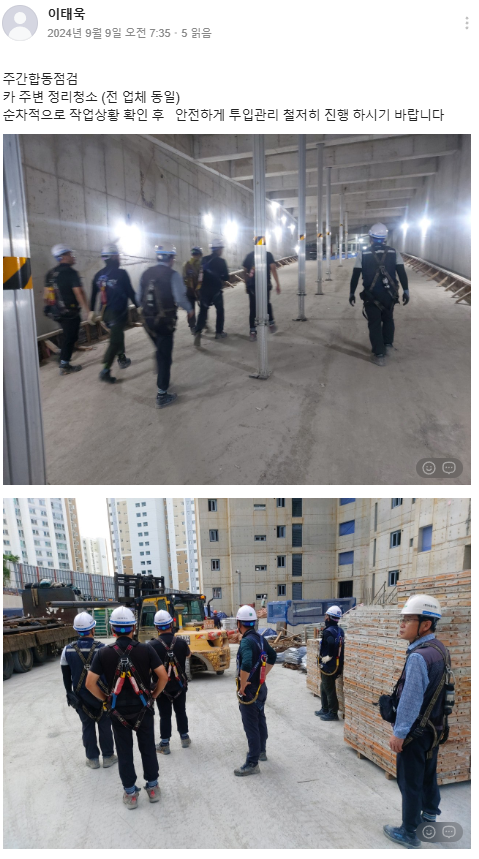 이태욱
2024년 9월 9일 오전 7:35 · 5 읽음
주간합동점검
카 주변 정리청소 (전 업체 동일)
순차적으로 작업상황 확인 후   안전하게 투입관리 철저히 진행 하시기 바랍니다